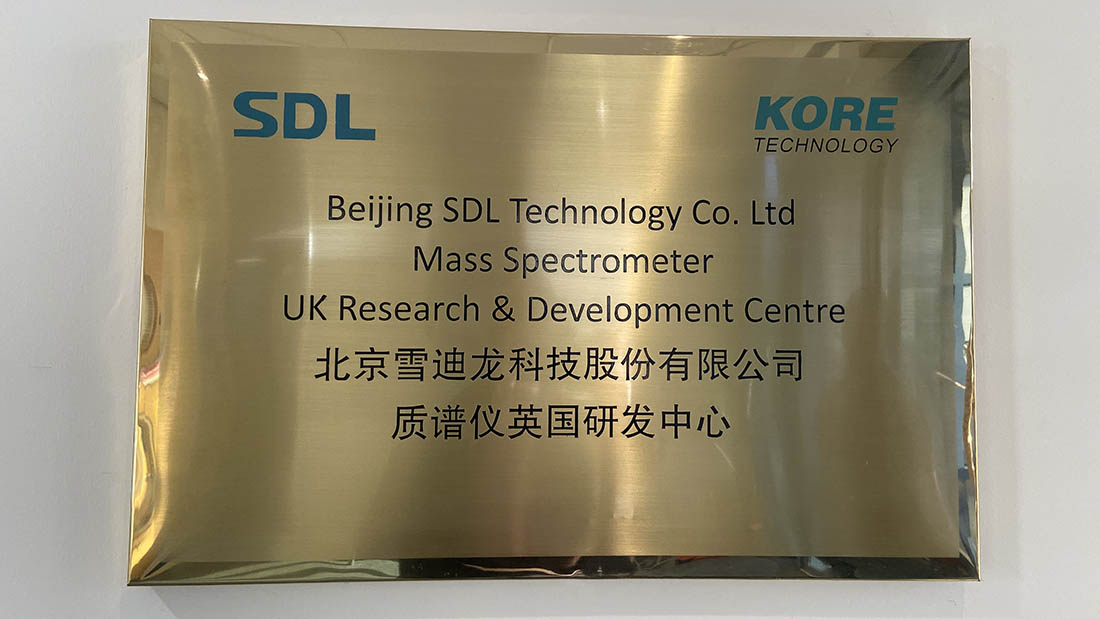 SDL
KORE
TECHNOLOGY
Beijing SDL Technology Co. Ltd
Mass Spectrometer
UK Research & Development Centre
北京雪迪龙科技股份有限公司
质谱仪英国研发中心